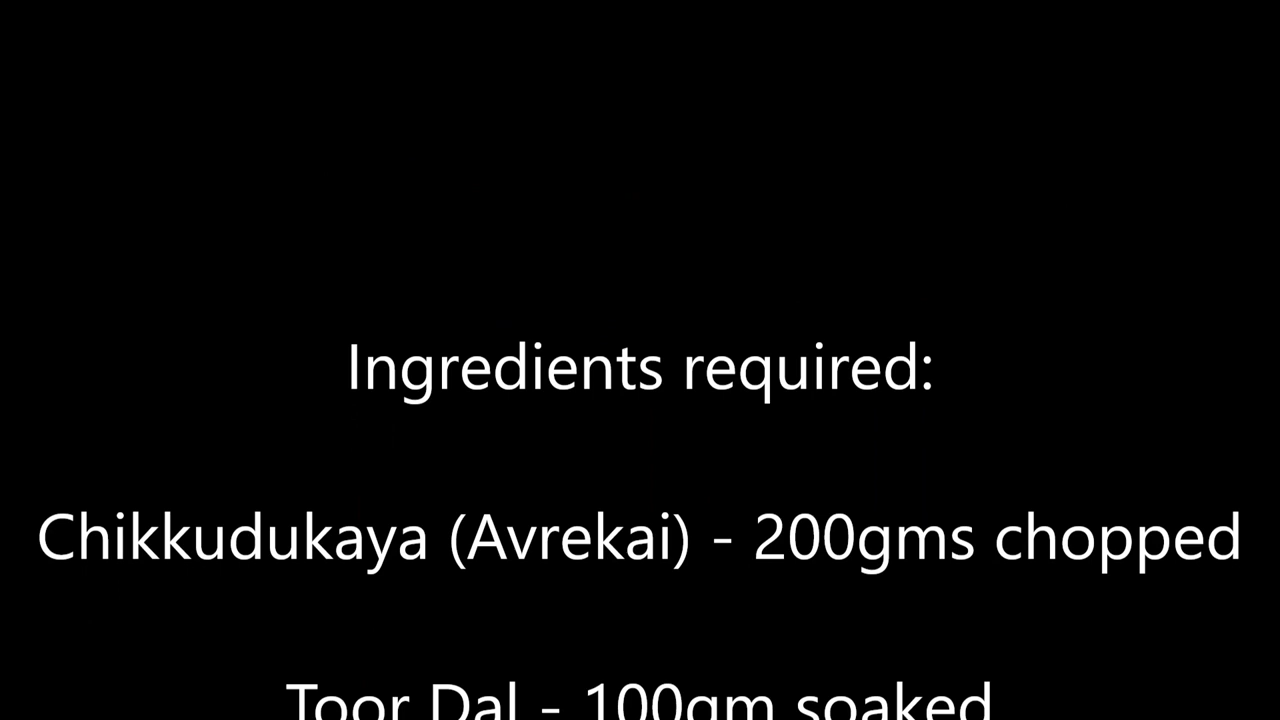 Ingredients required:
Chikkudukaya (Avrekai) - 200gms chopped
Toor Dal - 100gm soaked